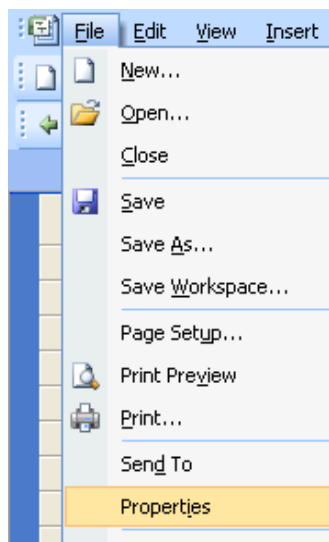 File Edit View Insert
New...
Open...
Close
Save
Save As...
Save Workspace...
Page Setup...
Print Preview
Print...
Send To
Properties